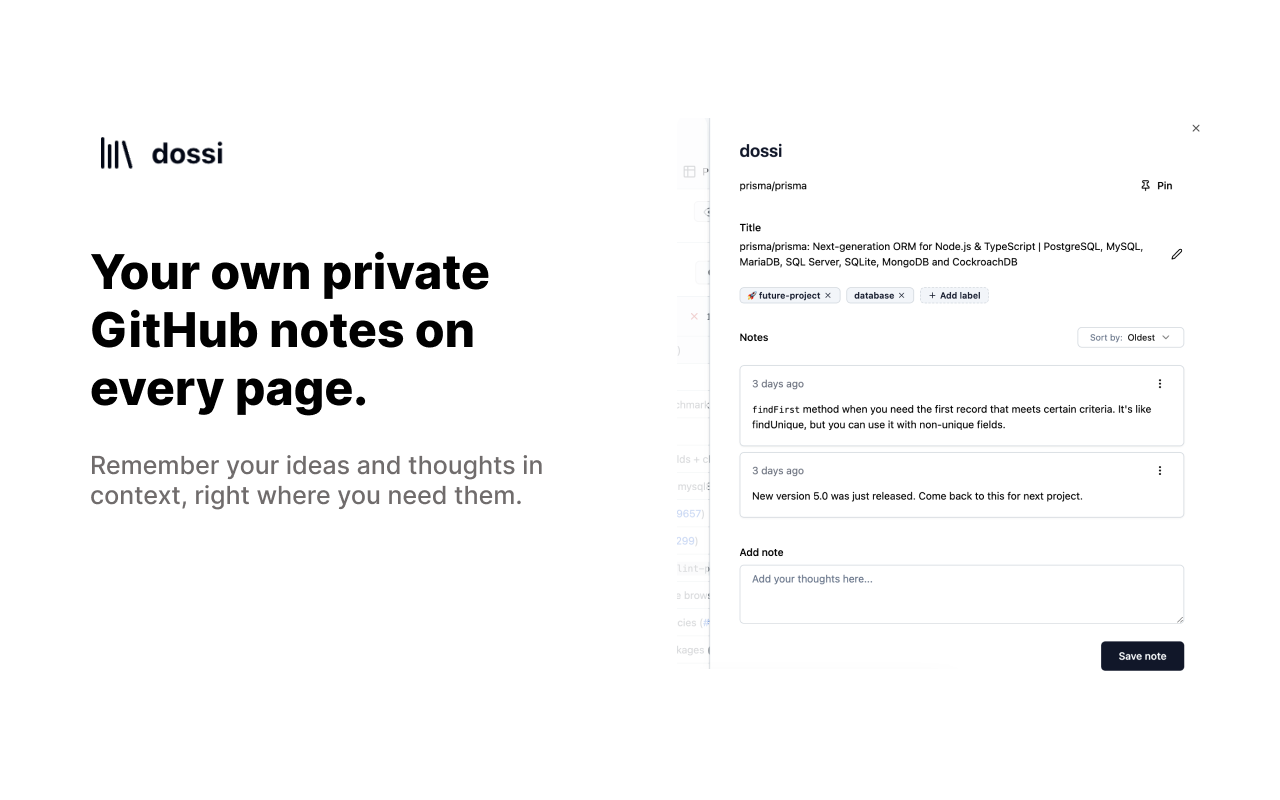 dossi
Your own private
GitHub notes on
every page.
Remember your ideas and thoughts in
context, right where you need them.
dossi
prisma/prisma
Pin
Title
prisma/prisma: Next-generation ORM for Node.js & TypeScript | PostgreSQL, MySQL,
MariaDB, SQL Server, SQLite, MongoDB and CockroachDB
🚀 future-project ×
database ×
+ Add label
Notes
Sort by: Oldest
3 days ago
findFirst method when you need the first record that meets certain criteria. It's like
findUnique, but you can use it with non-unique fields.
3 days ago
New version 5.0 was just released. Come back to this for next project.
Add note
Add your thoughts here...
Save note
9657)
299)